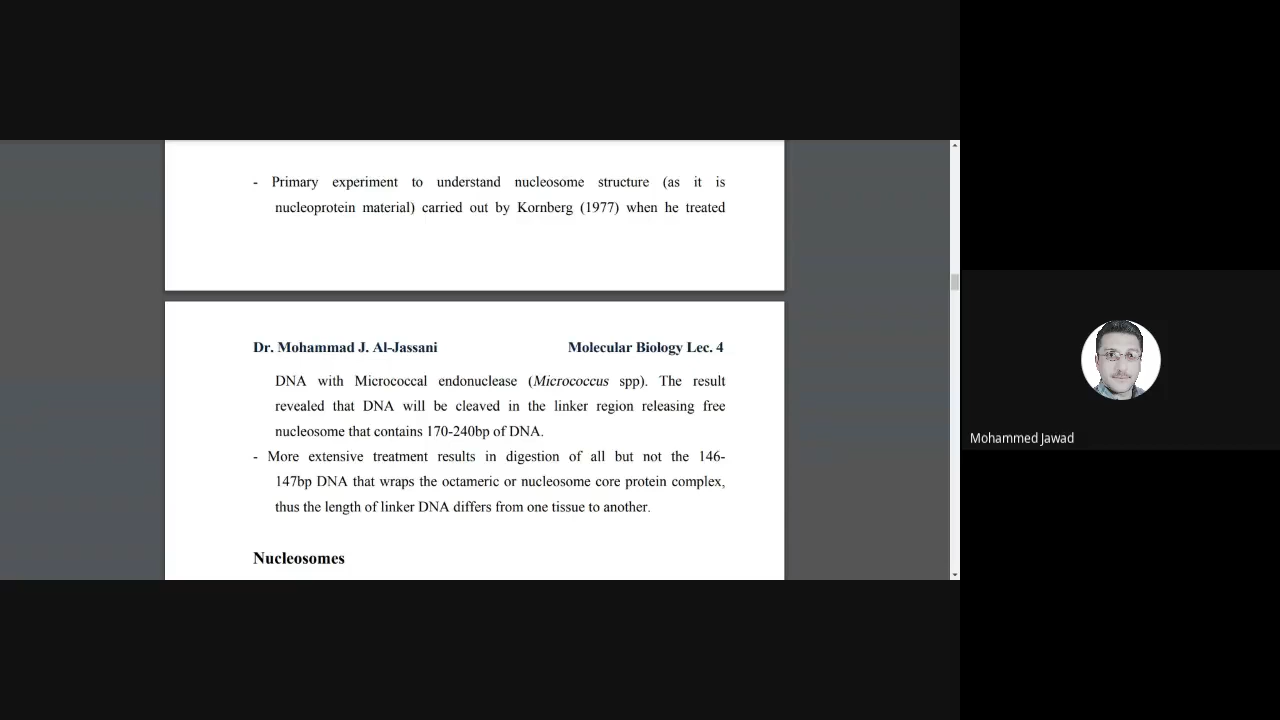 - Primary experiment to understand nucleosome structure (as it is
nucleoprotein material) carried out by Kornberg (1977) when he treated
Dr. Mohammad J. Al-Jassani Molecular Biology Lec. 4
DNA with Micrococcal endonuclease (Micrococcus spp). The result
revealed that DNA will be cleaved in the linker region releasing free
nucleosome that contains 170-240bp of DNA.
- More extensive treatment results in digestion of all but not the 146-
147bp DNA that wraps the octameric or nucleosome core protein complex,
thus the length of linker DNA differs from one tissue to another.
Nucleosomes
Mohammed Jawad